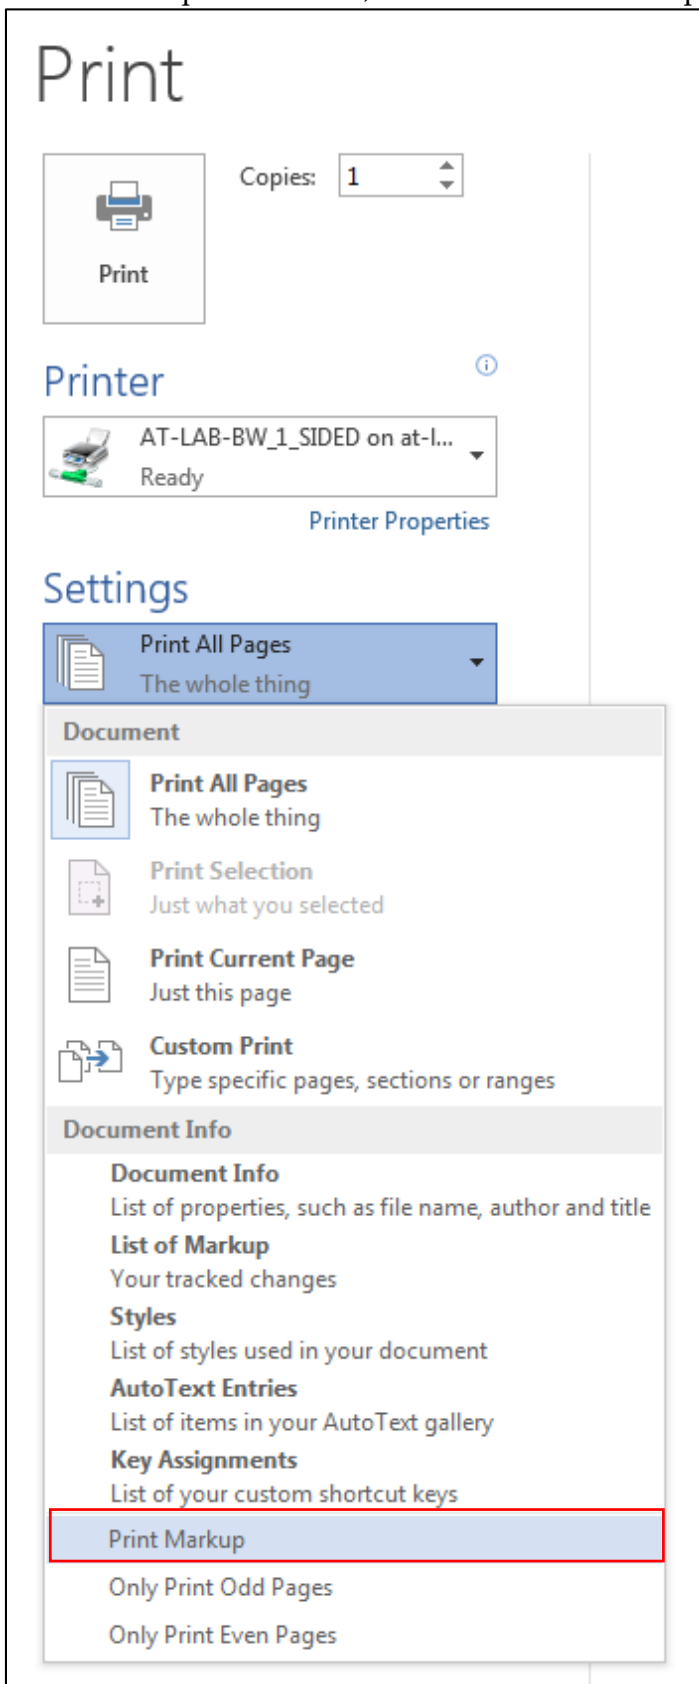 Print
Copies: 1
Print
Printer
AT-LAB-BW_1_SIDED on at-l...
Ready
Printer Properties
Settings
Print All Pages
The whole thing
Document
Print All Pages
The whole thing
Print Selection
Just what you selected
Print Current Page
Just this page
Custom Print
Type specific pages, sections or ranges
Document Info
Document Info
List of properties, such as file name, author and title
List of Markup
Your tracked changes
Styles
List of styles used in your document
AutoText Entries
List of items in your AutoText gallery
Key Assignments
List of your custom shortcut keys
Print Markup
Only Print Odd Pages
Only Print Even Pages